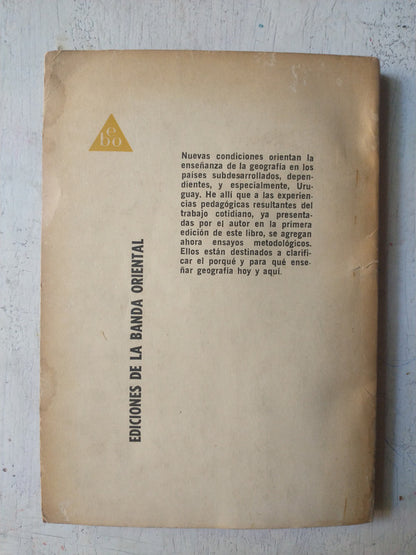 e
bo
Nuevas condiciones orientan la
enseñanza de la geografía en los
países subdesarrollados, depen-
dientes, y especialmente, Uru-
guay. He allí que a las experien-
cias pedagógicas resultantes del
trabajo cotidiano, ya presenta-
das por el autor en la primera
edición de este libro, se agregan
ahora ensayos metodológicos.
Ellos están destinados a clarifi-
car el porqué y para qué ense-
ñar geografía hoy y aquí.
EDICIONES DE LA BANDA ORIENTAL